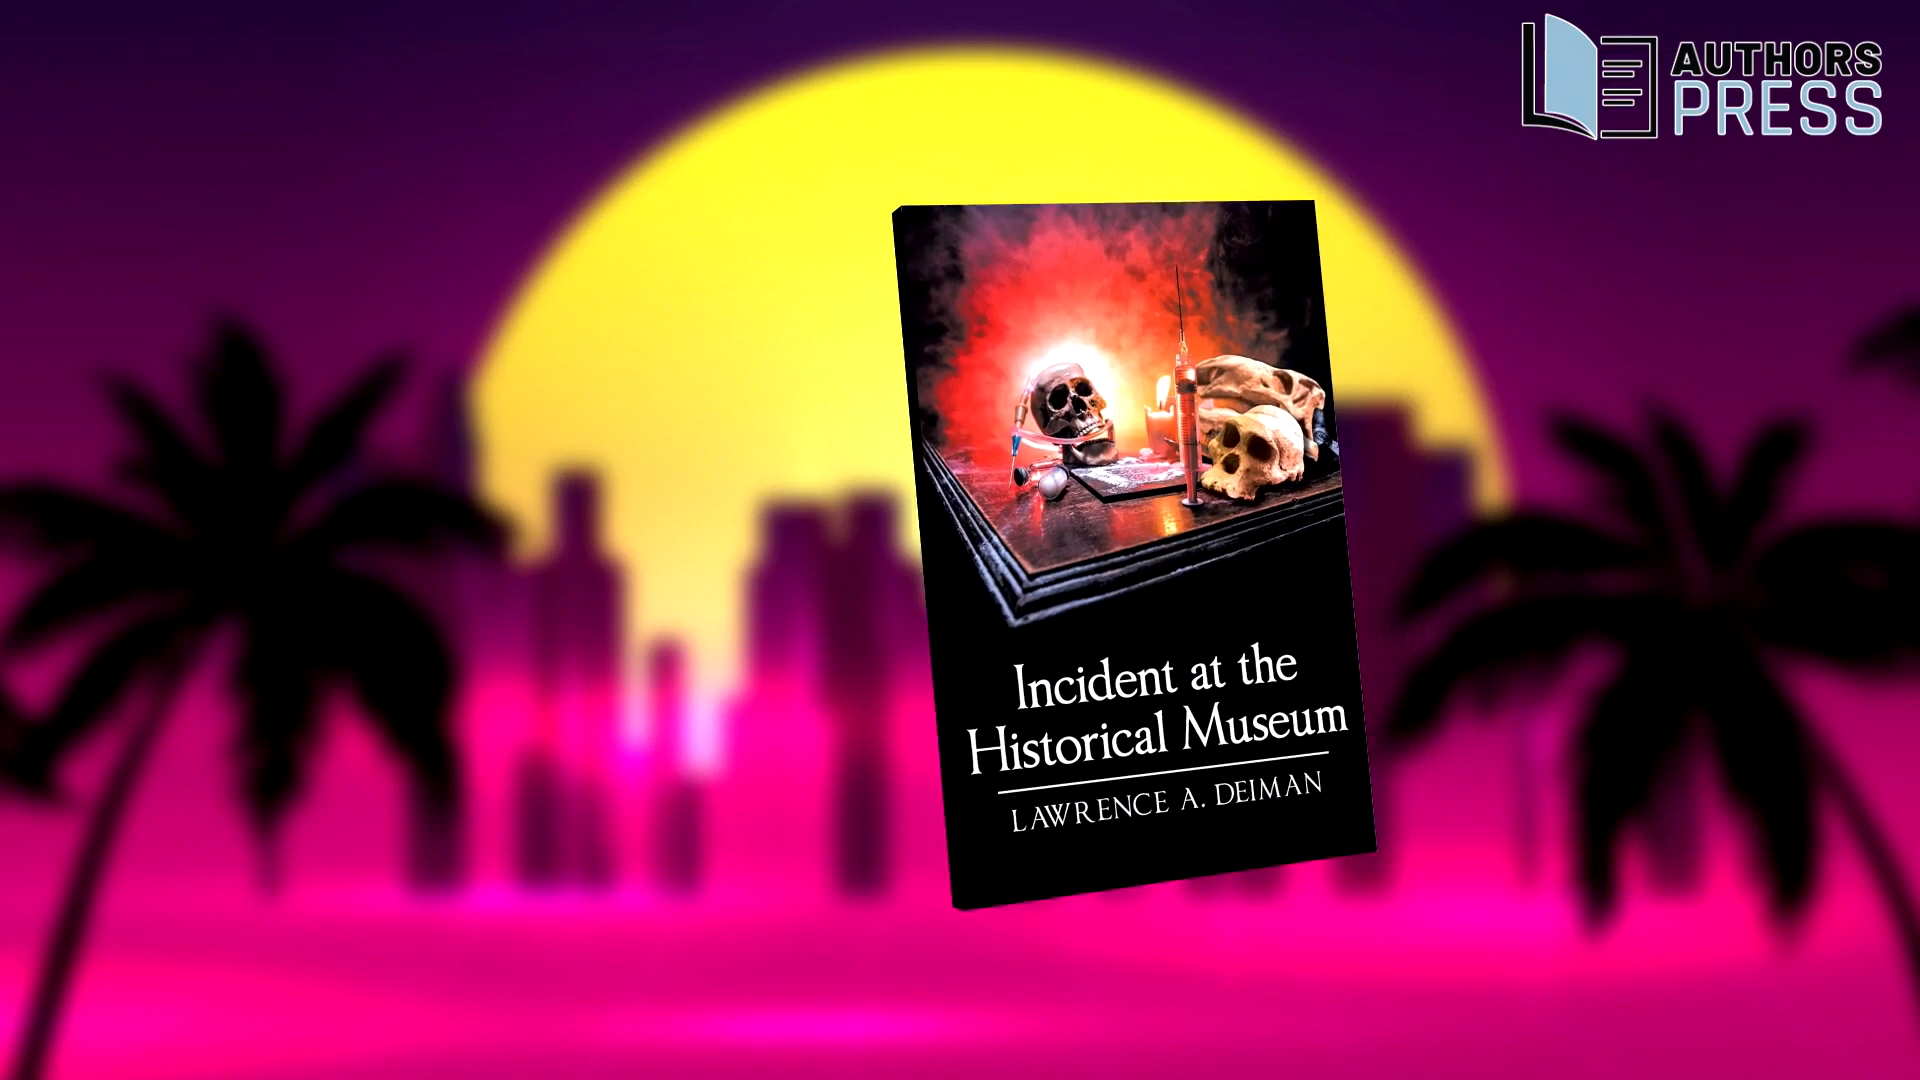 AUTHORS
PRESS
Incident at the
Historical Museum
LAWRENCE A. DEIMAN